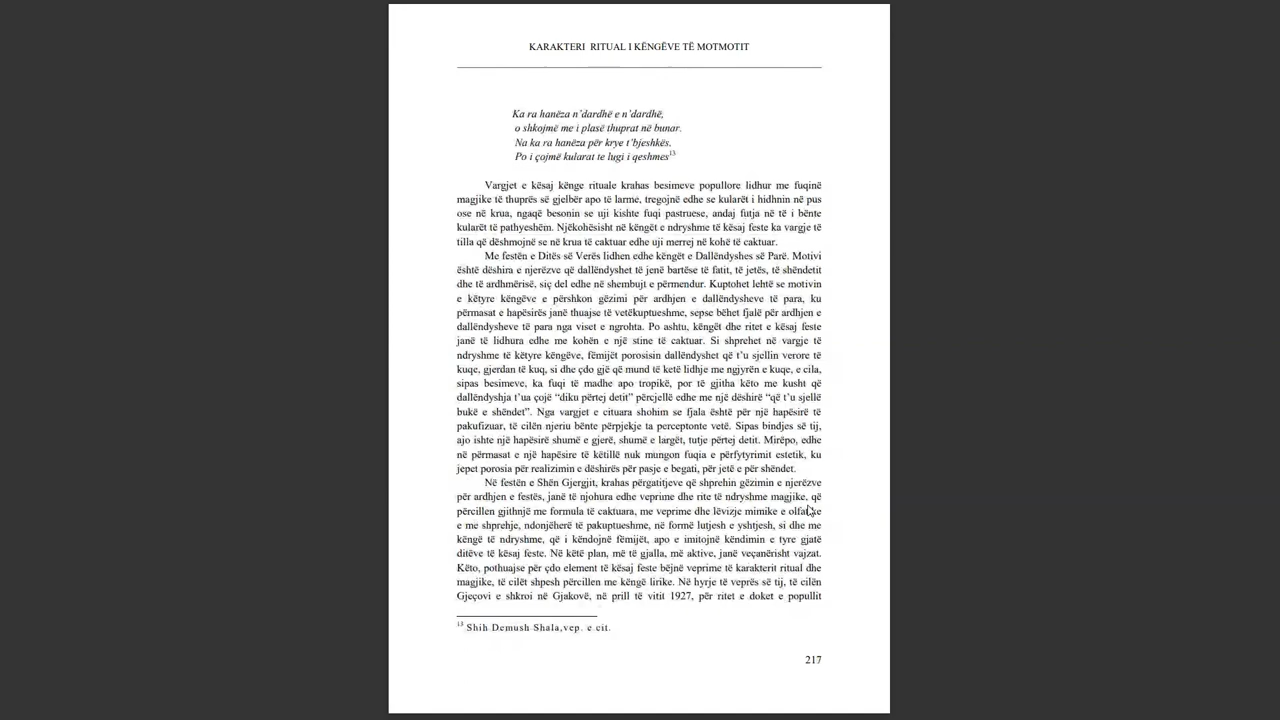 KARAKTERI RITUAL I KËNGËVE TË MOTMOTIT
Ka ra hanëza n'dardhë e n'dardhë,
o shkojmë me i plasë thuprat në bunar.
Na ka ra hanëza për krye t'bjeshkës,
Po i çojmë kularat te lugi i qeshmes13
Vargjet e kësaj kënge rituale krahas besimeve popullore lidhur me fuqinë
magjike të thuprës së gjelbër apo të larme, tregojnë edhe se kularët i hidhnin në pus
ose në krua, ngaqë besonin se uji kishte fuqi pastruese, andaj futja në të i bënte
kularët të pathyeshëm. Njëkohësisht në këngët e ndryshme të kësaj feste ka vargje të
tilla që dëshmojnë se në krua të caktuar edhe uji merrej në kohë të caktuar.
Me festën e Ditës së Verës lidhen edhe këngët e Dallëndyshes së Parë. Motivi
është dëshira e njerëzve që dallëndyshet të jenë bartëse të fatit, të jetës, të shëndetit
dhe të ardhmërisë, siç del edhe në shembujt e përmendur. Kuptohet lehtë se motivin
e këtyre këngëve e përshkon gëzimi për ardhjen e dallëndysheve të para, ku
përmasat e hapësirës janë thuajse të vetëkuptueshme, sepse bëhet fjalë për ardhjen e
dallëndysheve të para nga viset e ngrohta. Po ashtu, këngët dhe ritet e kësaj feste
janë të lidhura edhe me kohën e një stine të caktuar. Si shprehet në vargje të
ndryshme të këtyre këngëve, fëmijët porosisin dallëndyshet që t'u sjellin verore të
kuqe, gjerdan të kuq, si dhe çdo gjë që mund të ketë lidhje me ngjyrën e kuqe, e cila,
sipas besimeve, ka fuqi të madhe apo tropikë, por të gjitha këto me kusht që
dallëndyshja t'ua çojë "diku përtej detit" përcjellë edhe me një dëshirë "që t'u sjellë
bukë e shëndet". Nga vargjet e cituara shohim se fjala është për një hapësirë të
pakufizuar, të cilën njeriu bënte përpjekje ta perceptonte vetë. Sipas bindjes së tij,
ajo ishte një hapësirë shumë e gjerë, shumë e largët, tutje përtej detit. Mirëpo, edhe
në përmasat e një hapësire të këtillë nuk mungon fuqia e përfytyrimit estetik, ku
jepet porosia për realizimin e dëshirës për pasje e begati, për jetë e për shëndet.
Në festën e Shën Gjergjit, krahas përgatitjeve që shprehin gëzimin e njerëzve
për ardhjen e festës, janë të njohura edhe veprime dhe rite të ndryshme magjike, që
përcillen gjithnjë me formula të caktuara, me veprime dhe lëvizje mimike e
e me shprehje, ndonjëherë të pakuptueshme, në formë lutjesh e yshtjesh, si dhe me
këngë të ndryshme, që i këndojnë fëmijët, apo e imitojnë këndimin e tyre gjatë
ditëve të kësaj feste. Në këtë plan, më të gjalla, më aktive, janë veçanërisht vajzat.
Këto, pothuajse për çdo element të kësaj feste bëjnë veprime të karakterit ritual dhe
magjike, të cilët shpesh përcillen me këngë lirike. Në hyrje të veprës së tij, të cilën
Gjeçovi e shkroi në Gjakovë, në prill të vitit 1927, për ritet e doket e popullit
13 Shih Demush Shala,vep. e cit.
217